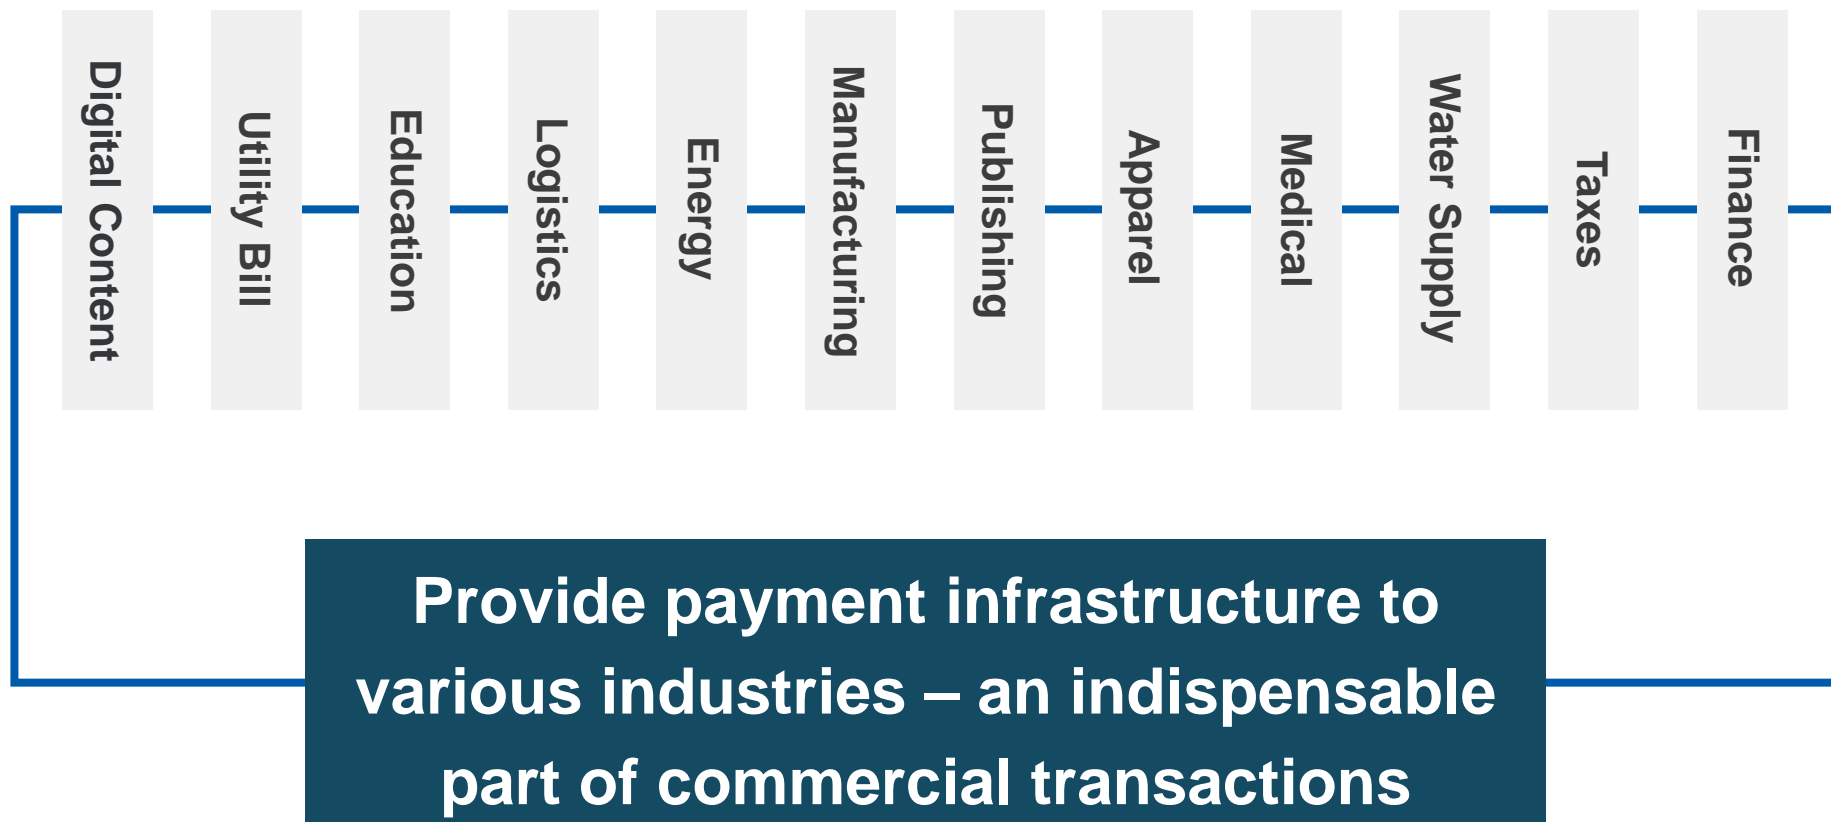 Digital Content
Utility Bill
Education
Logistics
Energy
Manufacturing
Publishing
Apparel
Medical
Water Supply
Taxes
Finance
Provide payment infrastructure to
various industries – an indispensable
part of commercial transactions